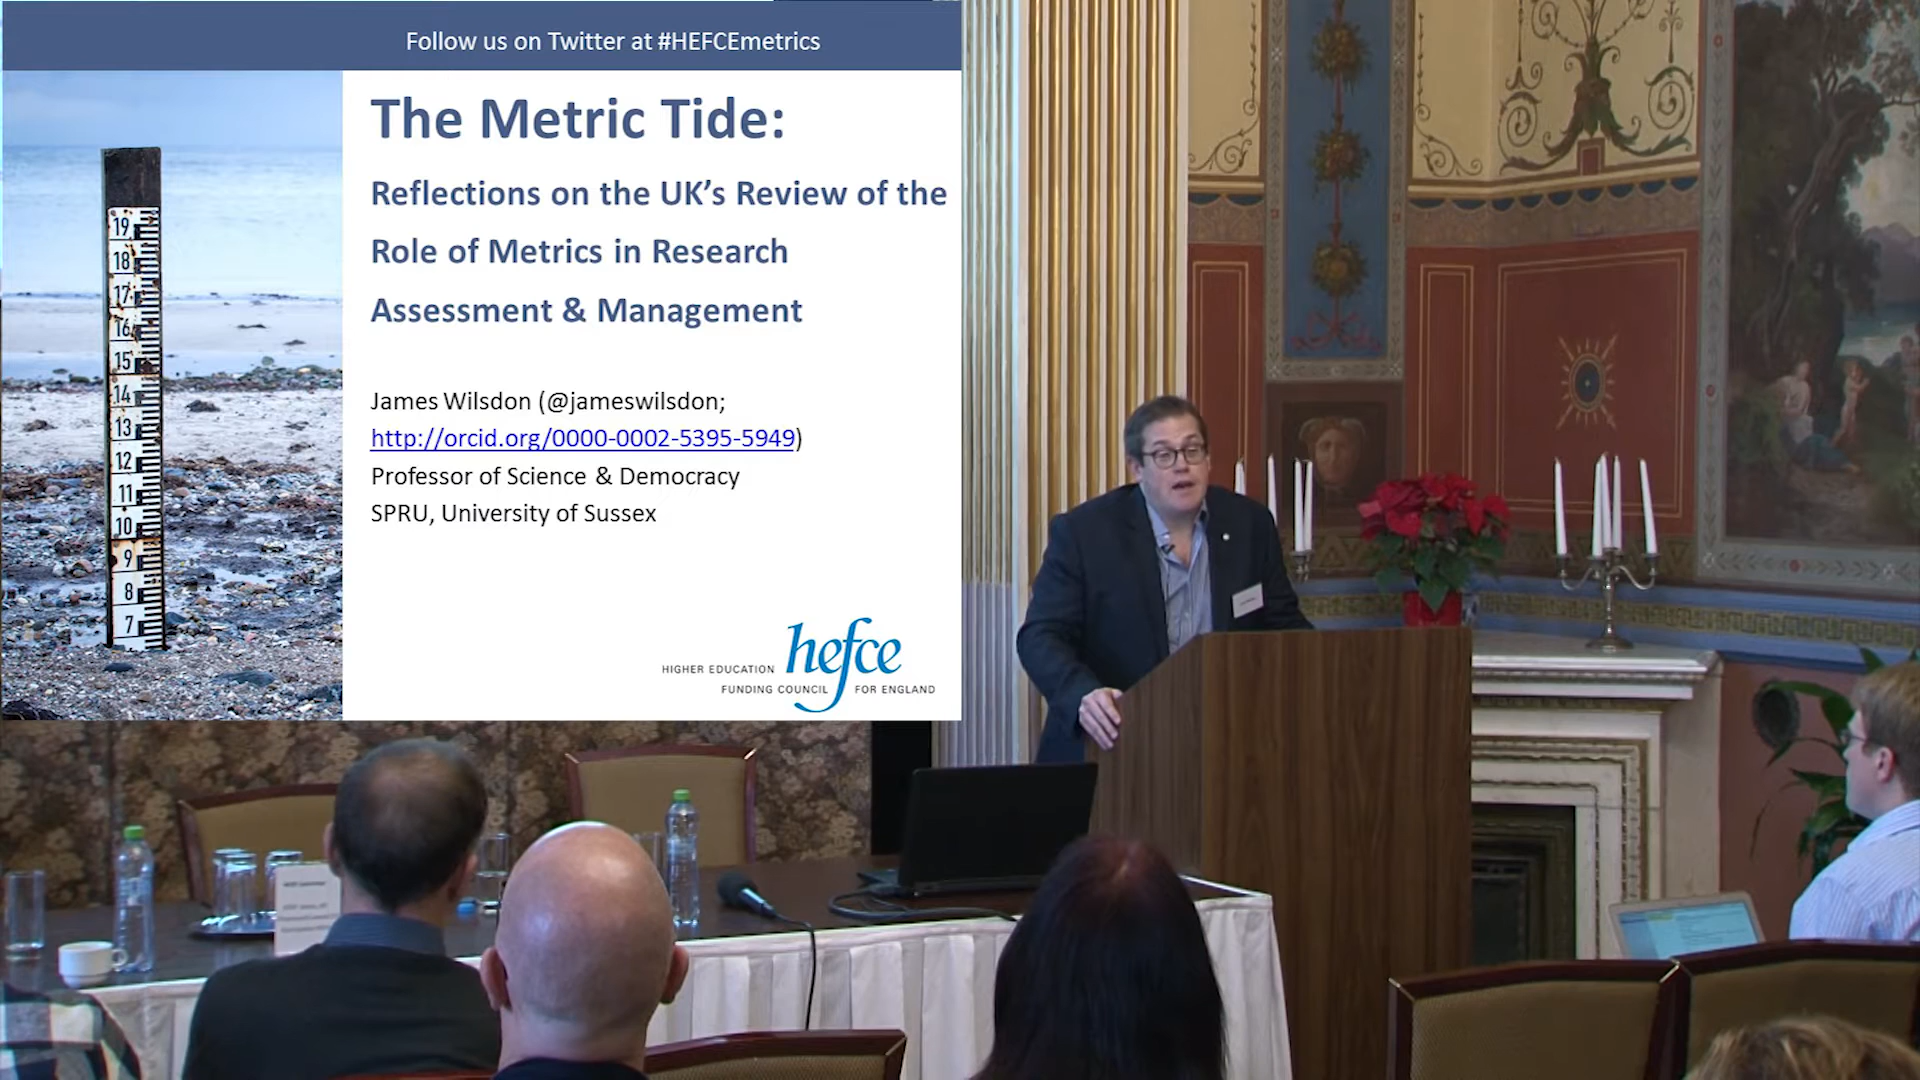 Follow us on Twitter at #HEFCEmetrics
The Metric Tide:
Reflections on the UK's Review of the
Role of Metrics in Research
Assessment & Management
James Wilsdon (@jameswilsdon;
http://orcid.org/0000-0002-5395-5949)
Professor of Science & Democracy
SPRU, University of Sussex
hefce
HIGHER EDUCATION
FUNDING COUNCIL FOR ENGLAND
19
18
17
16
15
14
13
12
11
10
9
8
7